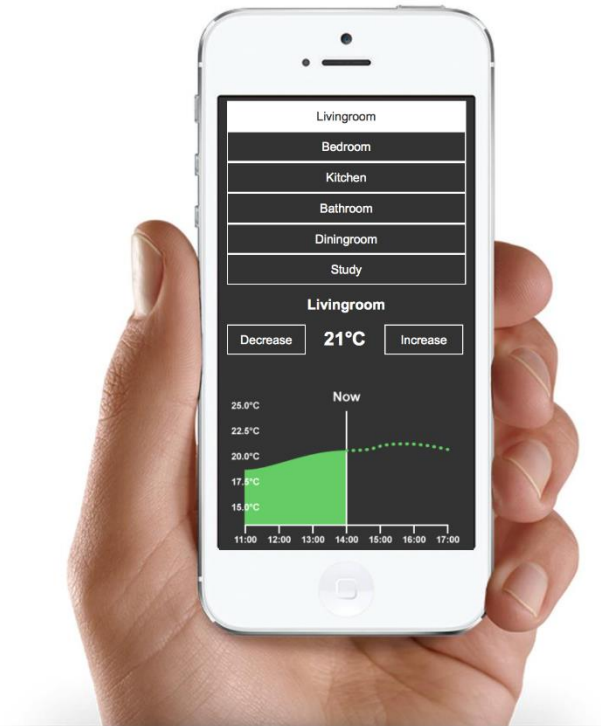 Livingroom
Bedroom
Kitchen
Bathroom
Diningroom
Study
Livingroom
Decrease 21°C Increase
Now
25.0°C
22.5°C
20.0°C
17.5°C
15.0°C
11:00 12:00 13:00 14:00 15:00 16:00 17:00